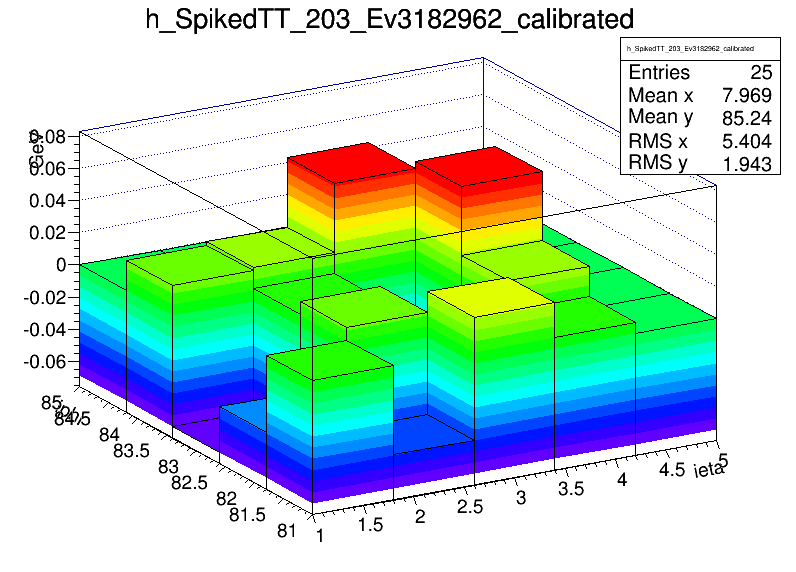 h_SpikedTT_203_Ev3182962_calibrated
h_SpikedTT_203_Ev3182962_calibrated
Entries 25
Mean x 7.969
Mean y 85.24
RMS x 5.404
RMS y 1.943
GeV
0.08
0.06
0.04
0.02
0
-0.02
-0.04
-0.06
85
84.5
84
83.5
83
82.5
82
81.5
81
1
1.5
2
2.5
3
3.5
4
4.5
5
ieta